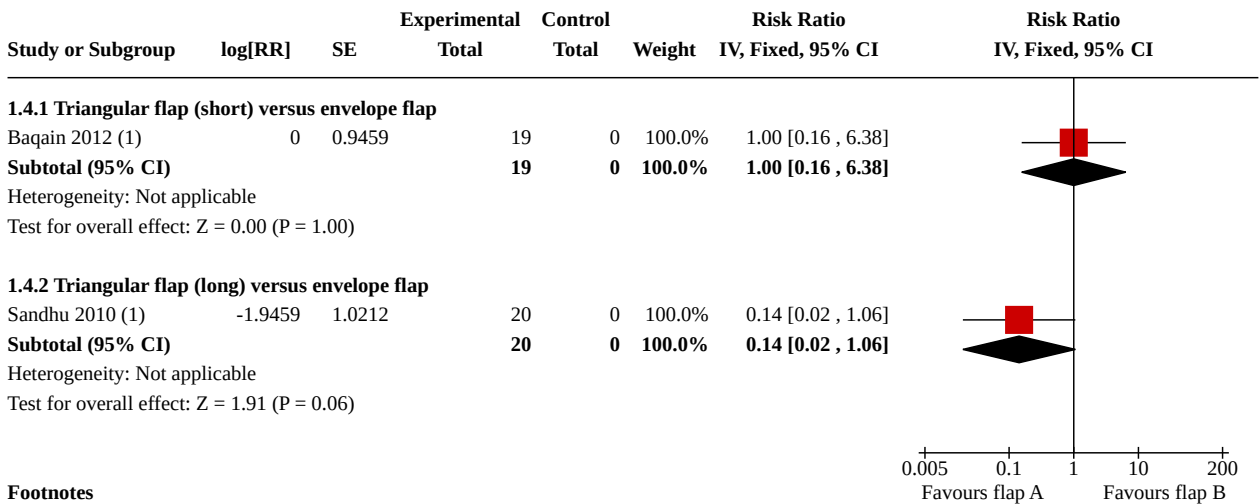 Experimental Control Risk Ratio Risk Ratio
Study or Subgroup log[RR] SE Total Total Weight IV, Fixed, 95% CI IV, Fixed, 95% CI
1.4.1 Triangular flap (short) versus envelope flap
Baqain 2012 (1) 0 0.9459 19 0 100.0% 1.00 [0.16 , 6.38]
Subtotal (95% CI) 19 0 100.0% 1.00 [0.16 , 6.38]
Heterogeneity: Not applicable
Test for overall effect: Z = 0.00 (P = 1.00)
1.4.2 Triangular flap (long) versus envelope flap
Sandhu 2010 (1) -1.9459 1.0212 20 0 100.0% 0.14 [0.02 , 1.06]
Subtotal (95% CI) 20 0 100.0% 0.14 [0.02 , 1.06]
Heterogeneity: Not applicable
Test for overall effect: Z = 1.91 (P = 0.06)
0.005 0.1 1 10 200
Footnotes Favours flap A Favours flap B